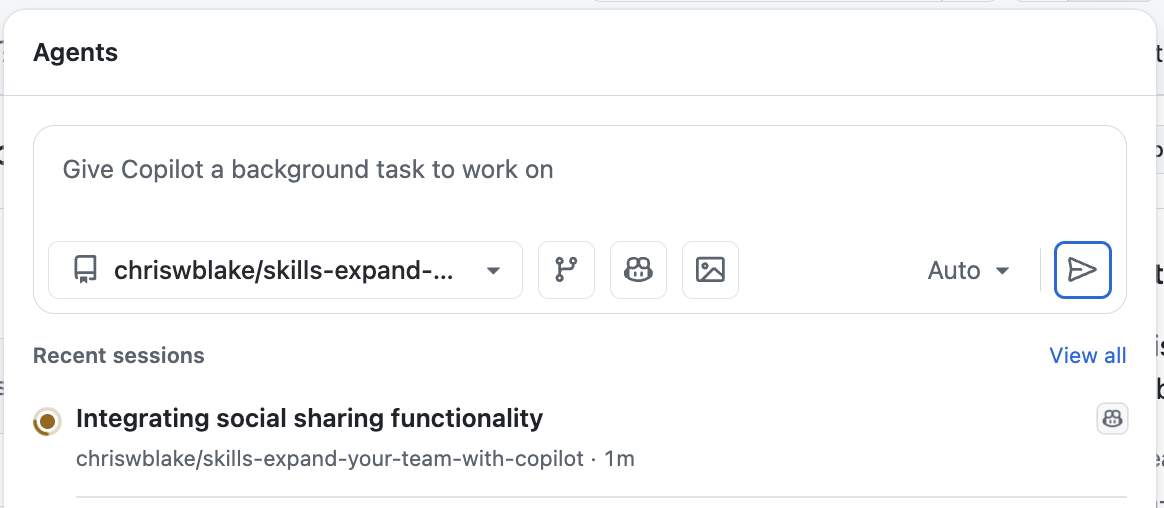 Agents
Give Copilot a background task to work on
chriswblake/skills-expand-...
Auto
Recent sessions
View all
Integrating social sharing functionality
chriswblake/skills-expand-your-team-with-copilot · 1m